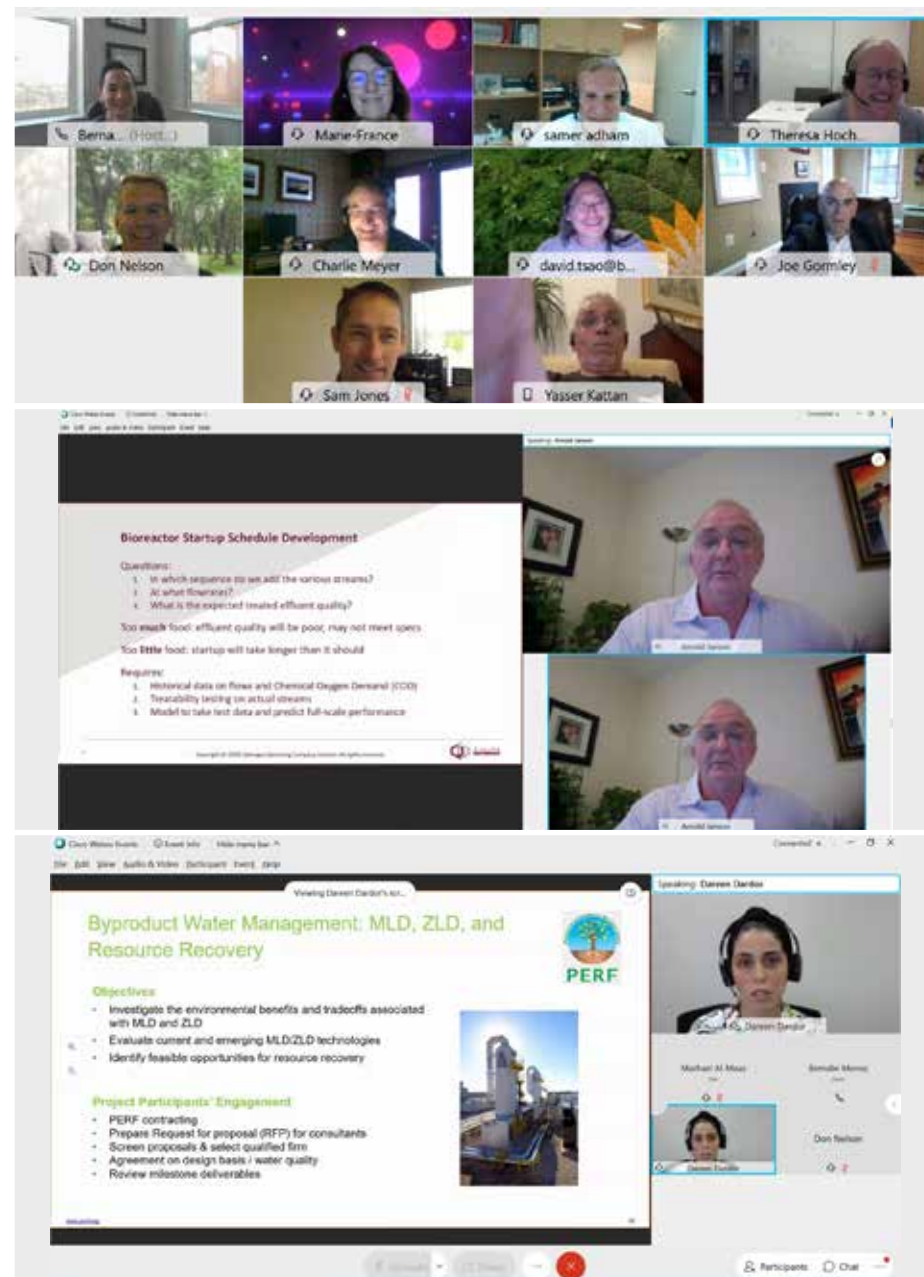 Berna... (Host...)
Marie-France
samer adham
Theresa Hoch...
Don Nelson
Charlie Meyer
david.tsao@b...
Joe Gormley
Sam Jones
Yasser Kattan
Speaking: Arnold Janson
Bioreactor Startup Schedule Development
Questions:
1. In which sequence do we add the various streams?
2. At what flowrates?
3. What is the expected treated effluent quality?
Too much food: effluent quality will be poor, may not meet specs
Too little food: startup will take longer than it should
Requires:
1. Historical data on flows and Chemical Oxygen Demand (COD)
2. Treatability testing on actual streams
3. Model to take test data and predict full-scale performance
Arnold Janson
Arnold Janson
Cisco Webex Events Event Info Hide menu bar
Connected
File Edit View Audio & Video Participant Event Help
Viewing Dareen Dardor's scr...
Speaking: Dareen Dardor
Byproduct Water Management: MLD, ZLD, and
Resource Recovery
PERF
Objectives
• Investigate the environmental benefits and tradeoffs associated
with MLD and ZLD
• Evaluate current and emerging MLD/ZLD technologies
• Identify feasible opportunities for resource recovery
Project Participants' Engagement
• PERF contracting
• Prepare Request for proposal (RFP) for consultants
• Screen proposals & select qualified firm
• Agreement on design basis / water quality
• Review milestone deliverables
Dareen Dardor
Don Nelson
Dareen Dardor
Participants
Chat